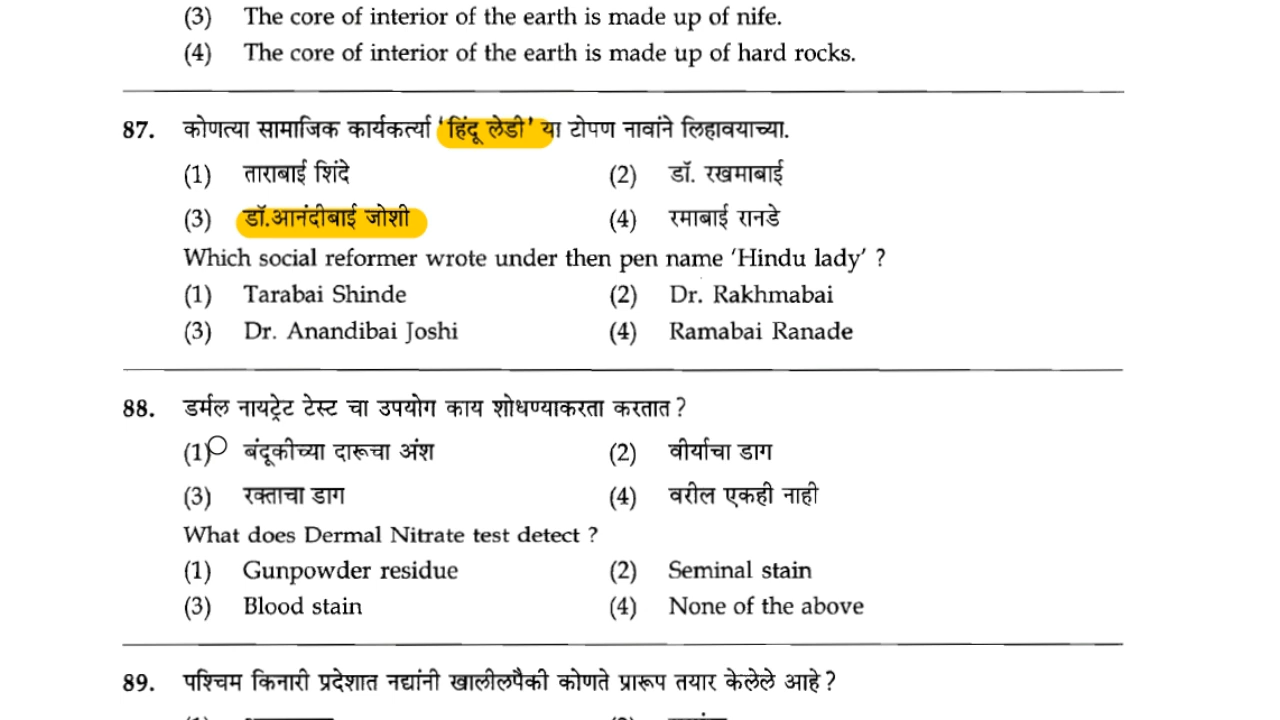 (3) The core of interior of the earth is made up of nife.
(4) The core of interior of the earth is made up of hard rocks.
87. कोणत्या सामाजिक कार्यकर्त्या 'हिंदू लेडी' या टोपण नावांने लिहावयाच्या.
(1) ताराबाई शिंदे (2) डॉ. रखमाबाई
(3) डॉ.आनंदीबाई जोशी (4) रमाबाई रानडे
Which social reformer wrote under then pen name 'Hindu lady' ?
(1) Tarabai Shinde (2) Dr. Rakhmabai
(3) Dr. Anandibai Joshi (4) Ramabai Ranade
88. डर्मल नायट्रेट टेस्ट चा उपयोग काय शोधण्याकरता करतात ?
(1) बंदूकीच्या दारूचा अंश (2) वीर्याचा डाग
(3) रक्ताचा डाग (4) वरील एकही नाही
What does Dermal Nitrate test detect ?
(1) Gunpowder residue (2) Seminal stain
(3) Blood stain (4) None of the above
89. पश्चिम किनारी प्रदेशात नद्यांनी खालीलपैकी कोणते प्रारूप तयार केलेले आहे ?